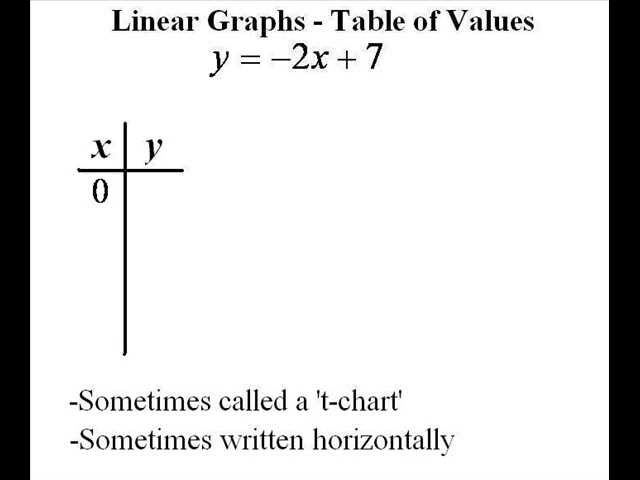 Linear Graphs - Table of Values
y = -2x + 7
x y
0
-Sometimes called a 't-chart'
-Sometimes written horizontally